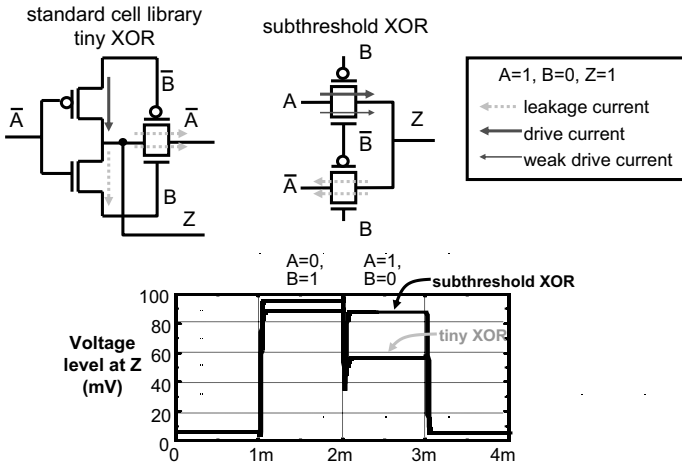 standard cell library
tiny XOR
subthreshold XOR
B
B̅
A̅
A̅
B
Z
A
B̅
Z
A̅
B
A=1, B=0, Z=1
leakage current
drive current
weak drive current
A=0,
B=1
A=1,
B=0
subthreshold XOR
tiny XOR
Voltage
level at Z
(mV)
100
80
60
40
20
0
0
1m
2m
3m
4m